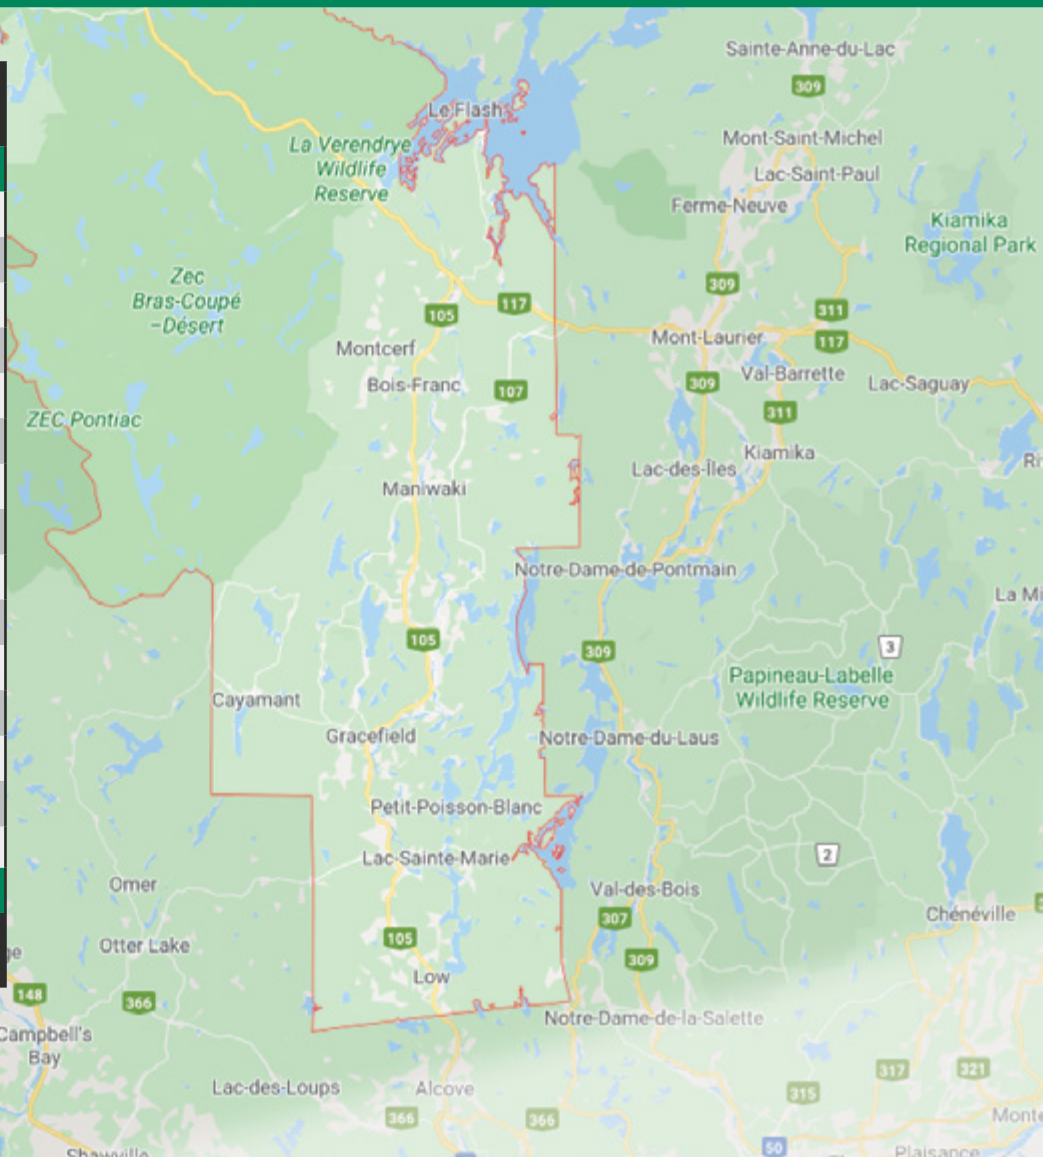 Sainte-Anne-du-Lac
309
Le Flash
Mont-Saint-Michel
La Verendrye
Wildlife
Reserve
Lac-Saint-Paul
Ferme-Neuve
Kiamika
Regional Park
Zec
Bras-Coupé
-Désert
309
117
311
105
Mont-Laurier
117
Montcerf
Val-Barrette
Lac-Saguay
Bois-Franc
309
107
311
ZEC Pontiac
Kiamika
Lac-des-Îles
Maniwaki
Notre-Dame-de-Pontmain
105
309
3
Papineau-Labelle
Wildlife Reserve
Cayamant
Gracefield
Notre-Dame-du-Laus
Petit-Poisson-Blanc
2
Lac-Sainte-Marie
Omer
Val-des-Bois
Chénéville
307
105
Otter Lake
309
Low
148
366
Notre-Dame-de-la-Salette
Campbell's
Bay
317
321
Lac-des-Loups
Alcove
315
366
366
50
Plaisance
Shawville